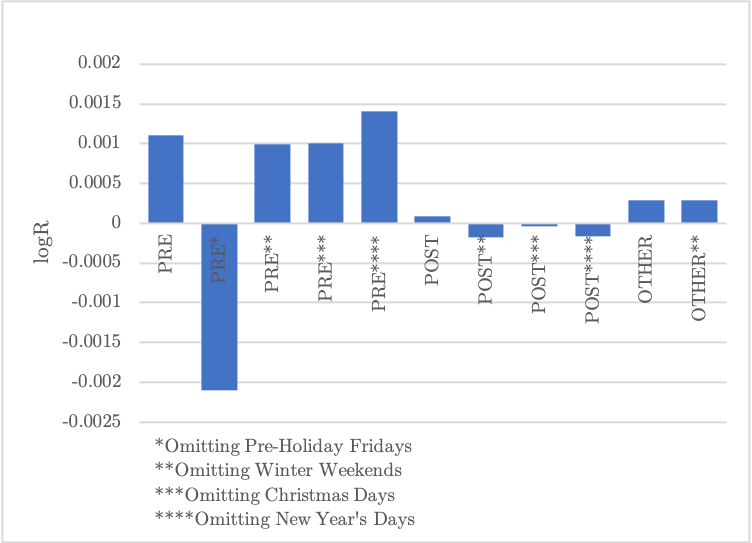 0.002
0.0015
0.001
0.0005
0
-0.0005
-0.001
-0.0015
-0.002
-0.0025
logR
PRE
PRE*
PRE**
PRE***
PRE****
POST
POST**
POST***
POST****
OTHER
OTHER**
*Omitting Pre-Holiday Fridays
**Omitting Winter Weekends
***Omitting Christmas Days
****Omitting New Year's Days